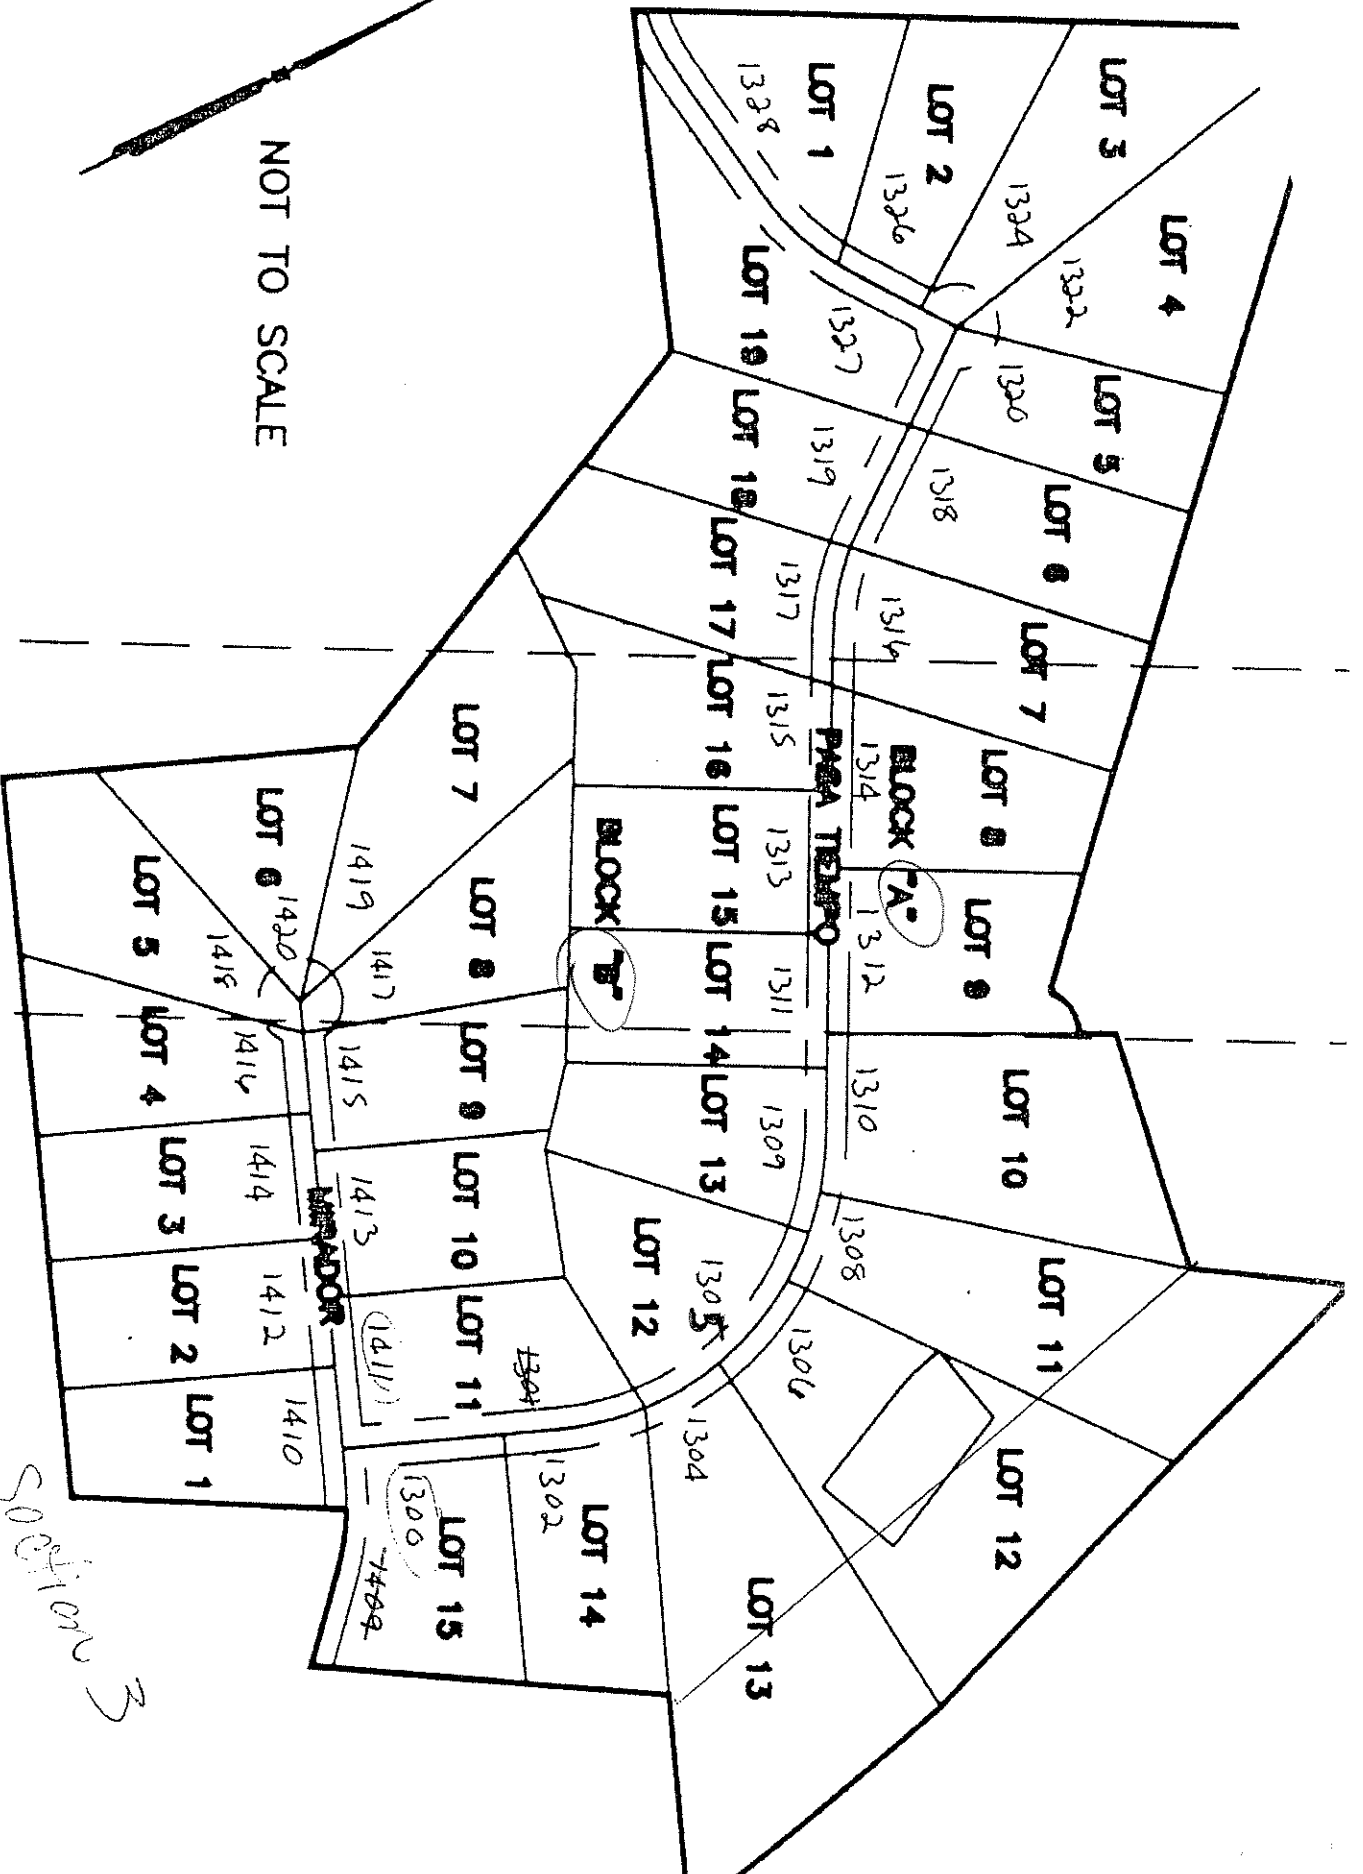 LOT 3
LOT 1
1328
LOT 2
1326
1324
LOT 4
1322
NOT TO SCALE
LOT 19
1327
1320
LOT 5
LOT 18
1319
1318
LOT 6
LOT 17
1317
1316
LOT 7
LOT 16
1315
PASA TIEMPO
1314
BLOCK "A"
LOT 8
LOT 7
LOT 15
1313
1312
LOT 9
BLOCK "B"
LOT 6
1420
1419
LOT 5
1418
LOT 8
1417
LOT 14
1311
LOT 4
1416
1415
LOT 9
LOT 13
1309
1310
LOT 10
LOT 3
1414
MIRADOR
1413
LOT 10
LOT 12
1305
1308
LOT 11
LOT 2
1412
1411
LOT 11
1301
1306
LOT 1
1410
1304
LOT 12
1300
LOT 15
1302
LOT 14
1409
LOT 13
Section 3